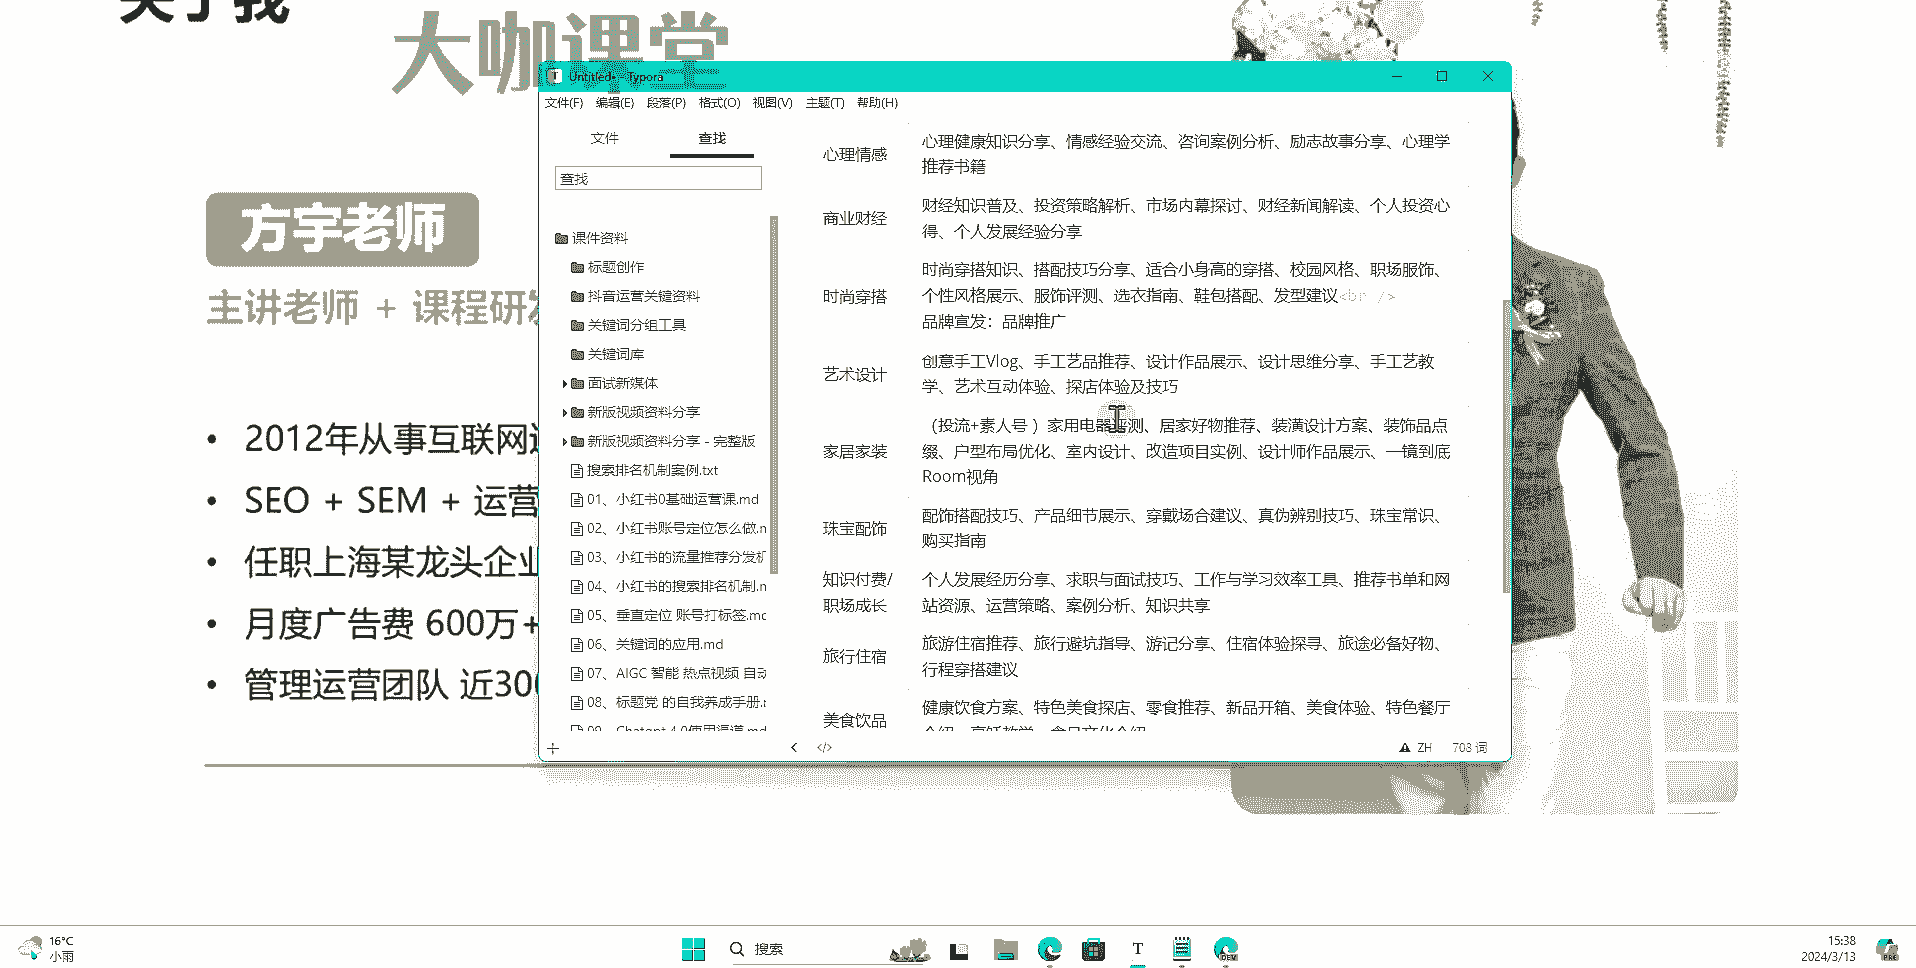 关于我
大咖课堂
方宇老师
主讲老师 + 课程研发
2012年从事互联网
SEO + SEM + 运营
任职上海某龙头企业
月度广告费 600万+
管理运营团队 近300
Untitled• - Typora
文件(F) 编辑(E) 段落(P) 格式(O) 视图(V) 主题(T) 帮助(H)
文件 查找
查找
课件资料
标题创作
抖音运营关键资料
关键词分组工具
关键词库
面试新媒体
新版视频资料分享
新版视频资料分享 - 完整版
搜索排名机制案例.txt
01、小红书0基础运营课.md
02、小红书账号定位怎么做.m
03、小红书的流量推荐分发机
04、小红书的搜索排名机制.m
05、垂直定位 账号打标签.md
06、关键词的应用.md
07、AIGC 智能 热点视频 自动
08、标题党 的自我养成手册.m
09、Chatgpt 4.0使用渠道.md
心理情感
心理健康知识分享、情感经验交流、咨询案例分析、励志故事分享、心理学
推荐书籍
商业财经
财经知识普及、投资策略解析、市场内幕探讨、财经新闻解读、个人投资心
得、个人发展经验分享
时尚穿搭
时尚穿搭知识、搭配技巧分享、适合小身高的穿搭、校园风格、职场服饰、
个性风格展示、服饰评测、选衣指南、鞋包搭配、发型建议<br />
品牌宣发：品牌推广
艺术设计
创意手工Vlog、手工艺品推荐、设计作品展示、设计思维分享、手工艺教
学、艺术互动体验、探店体验及技巧
家居家装
（投流+素人号 ）家用电器评测、居家好物推荐、装潢设计方案、装饰品点
缀、户型布局优化、室内设计、改造项目实例、设计师作品展示、一镜到底
Room视角
珠宝配饰
配饰搭配技巧、产品细节展示、穿戴场合建议、真伪辨别技巧、珠宝常识、
购买指南
知识付费/
职场成长
个人发展经历分享、求职与面试技巧、工作与学习效率工具、推荐书单和网
站资源、运营策略、案例分析、知识共享
旅行住宿
旅游住宿推荐、旅行避坑指导、游记分享、住宿体验探寻、旅途必备好物、
行程穿搭建议
美食饮品
健康饮食方案、特色美食探店、零食推荐、新品开箱、美食体验、特色餐厅
介绍、烹饪教学、食品文化介绍
ZH 703 词
16°C
小雨
搜索
15:38
2024/3/13